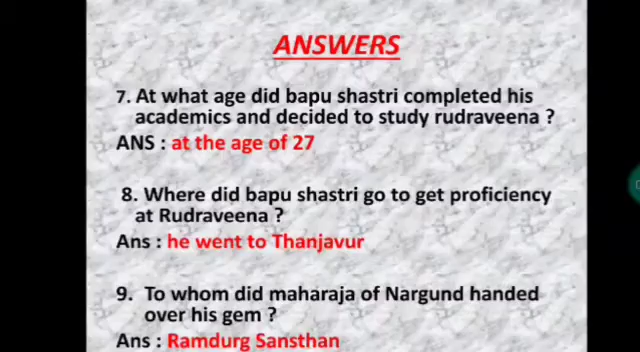 ANSWERS
7. At what age did bapu shastri completed his
academics and decided to study rudraveena ?
ANS : at the age of 27
8. Where did bapu shastri go to get proficiency
at Rudraveena ?
Ans : he went to Thanjavur
9. To whom did maharaja of Nargund handed
over his gem ?
Ans : Ramdurg Sansthan